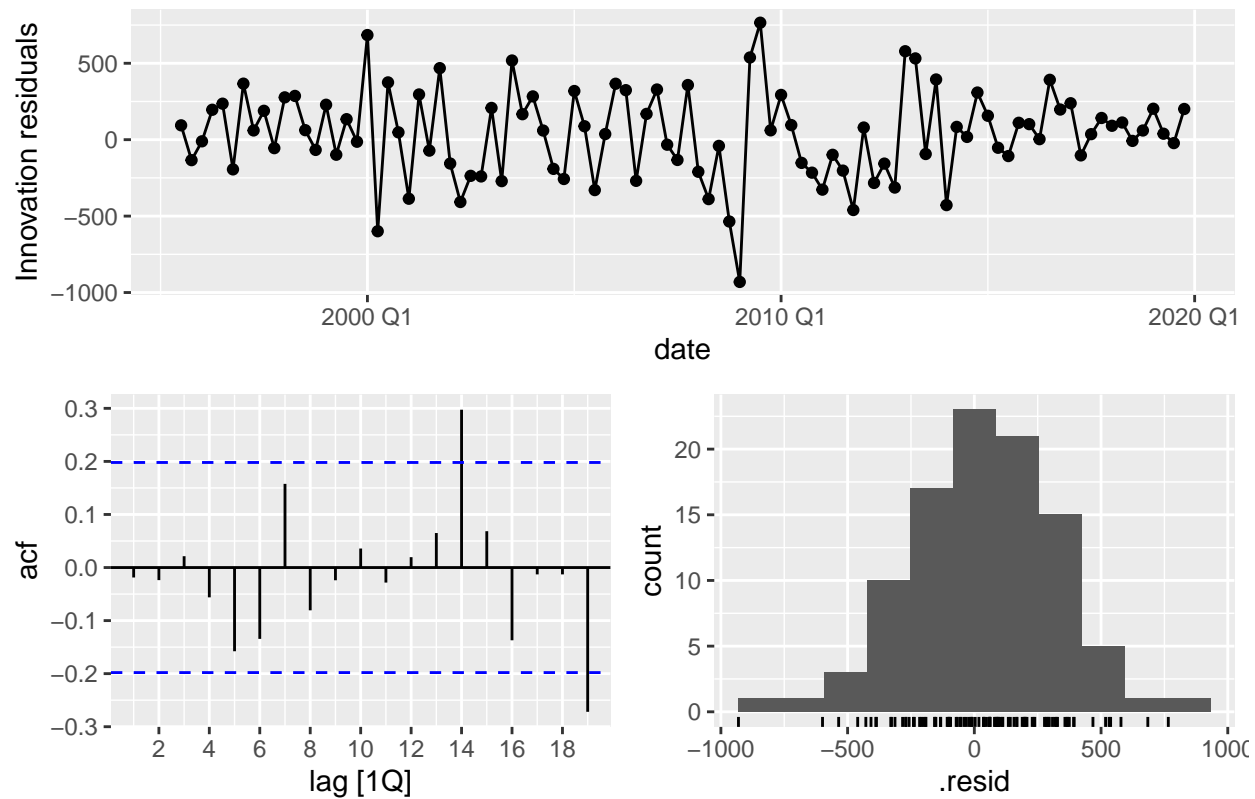 Innovation residuals
500
0
−500
−1000
2000 Q1
2010 Q1
2020 Q1
date
acf
0.3
0.2
0.1
0.0
−0.1
−0.2
−0.3
2 4 6 8 10 12 14 16 18
lag [1Q]
count
20
15
10
5
0
−1000 −500 0 500 1000
.resid